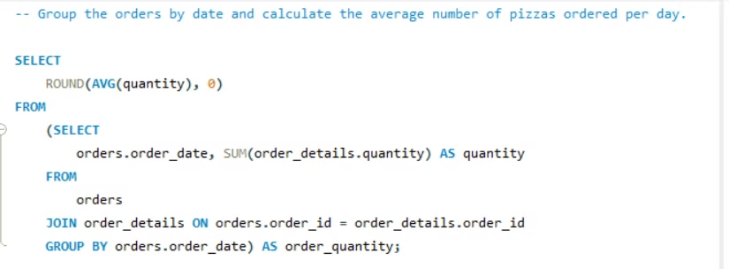 -- Group the orders by date and calculate the average number of pizzas ordered per day.
SELECT
ROUND(AVG(quantity), 0)
FROM
(SELECT
orders.order_date, SUM(order_details.quantity) AS quantity
FROM
orders
JOIN order_details ON orders.order_id = order_details.order_id
GROUP BY orders.order_date) AS order_quantity;